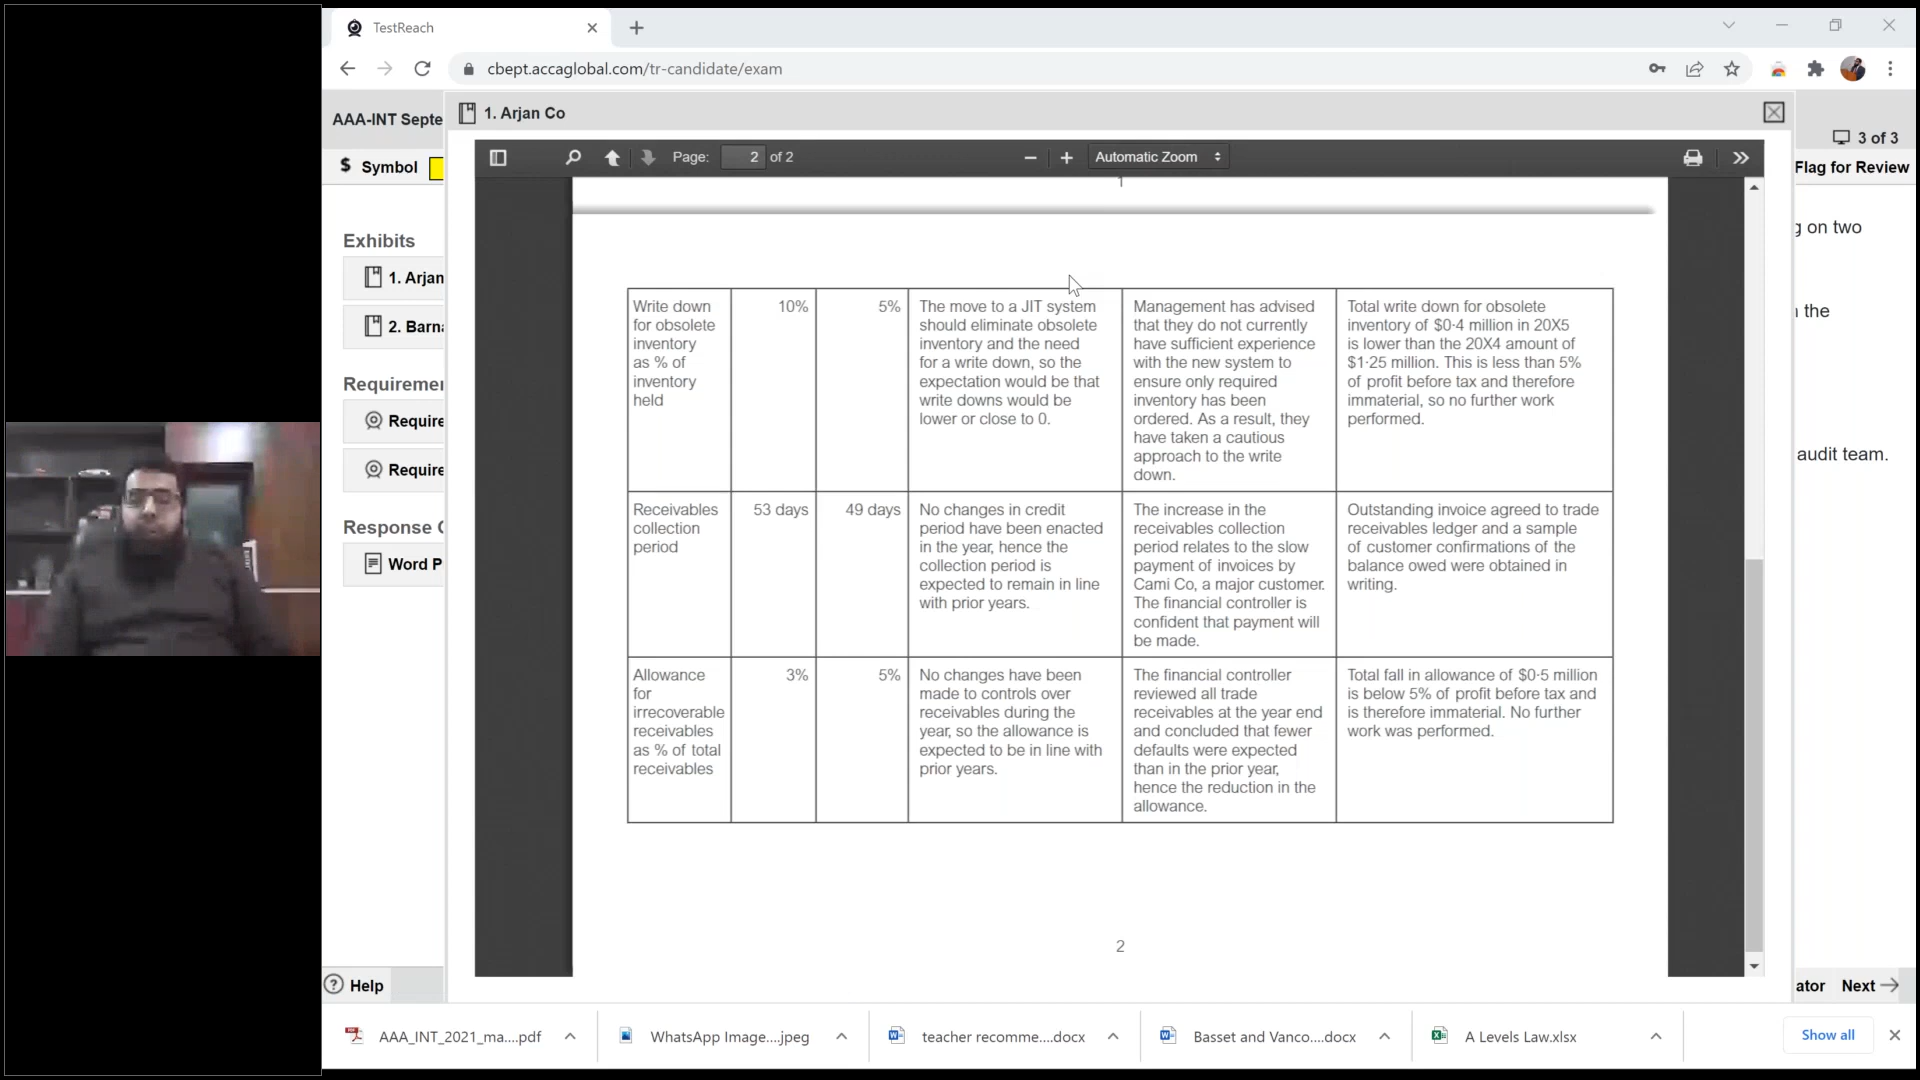 TestReach
cbept.accaglobal.com/tr-candidate/exam
AAA-INT Septe
1. Arjan Co
3 of 3
$ Symbol
Page: 2 of 2
Automatic Zoom
Flag for Review
1
Exhibits
1. Arjan
2. Barna
Requiremen
Require
Require
Response O
Word P
g on two
n the
audit team.
Write down
for obsolete
inventory
as % of
inventory
held
10%
5%
The move to a JIT system
should eliminate obsolete
inventory and the need
for a write down, so the
expectation would be that
write downs would be
lower or close to 0.
Management has advised
that they do not currently
have sufficient experience
with the new system to
ensure only required
inventory has been
ordered. As a result, they
have taken a cautious
approach to the write
down.
Total write down for obsolete
inventory of $0·4 million in 20X5
is lower than the 20X4 amount of
$1·25 million. This is less than 5%
of profit before tax and therefore
immaterial, so no further work
performed.
Receivables
collection
period
53 days
49 days
No changes in credit
period have been enacted
in the year, hence the
collection period is
expected to remain in line
with prior years.
The increase in the
receivables collection
period relates to the slow
payment of invoices by
Cami Co, a major customer.
The financial controller is
confident that payment will
be made.
Outstanding invoice agreed to trade
receivables ledger and a sample
of customer confirmations of the
balance owed were obtained in
writing.
Allowance
for
irrecoverable
receivables
as % of total
receivables
3%
5%
No changes have been
made to controls over
receivables during the
year, so the allowance is
expected to be in line with
prior years.
The financial controller
reviewed all trade
receivables at the year end
and concluded that fewer
defaults were expected
than in the prior year,
hence the reduction in the
allowance.
Total fall in allowance of $0·5 million
is below 5% of profit before tax and
is therefore immaterial. No further
work was performed.
2
Help
ator
Next
AAA_INT_2021_ma....pdf
WhatsApp Image....jpeg
teacher recomme....docx
Basset and Vanco....docx
A Levels Law.xlsx
Show all